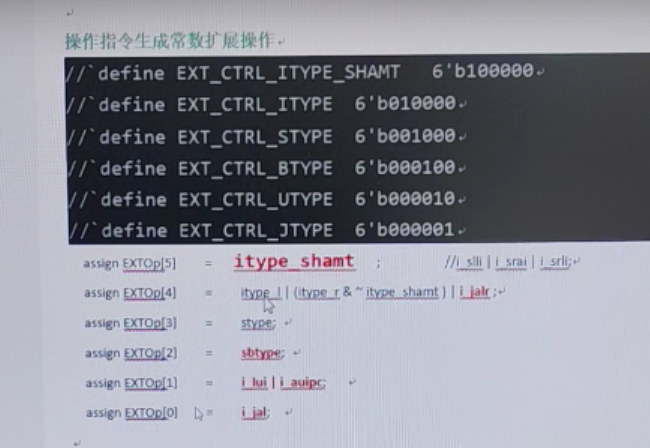 操作指令生成常数扩展操作
//`define EXT_CTRL_ITYPE_SHAMT 6'b100000
//`define EXT_CTRL_ITYPE 6'b010000
//`define EXT_CTRL_STYPE 6'b001000
//`define EXT_CTRL_BTYPE 6'b000100
//`define EXT_CTRL_UTYPE 6'b000010
//`define EXT_CTRL_JTYPE 6'b000001
assign EXTOp[5] = itype_shamt ; //i_slli | i_srai | i_srli;
assign EXTOp[4] = itype_l | (itype_r & ~ itype_shamt ) | i_jalr ;
assign EXTOp[3] = stype;
assign EXTOp[2] = sbtype;
assign EXTOp[1] = i_lui | i_auipc;
assign EXTOp[0] = i_jal;